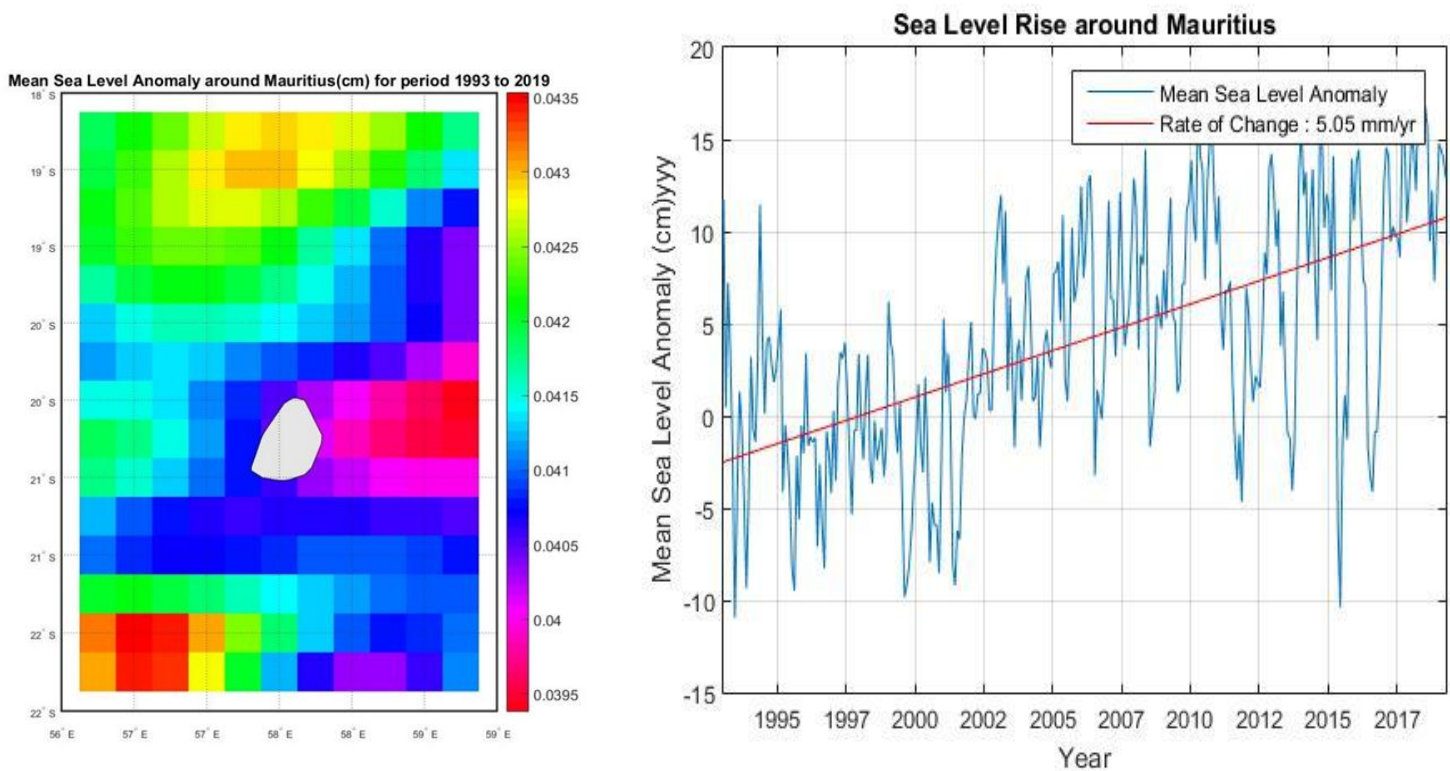 Mean Sea Level Anomaly around Mauritius(cm) for period 1993 to 2019
18° S
19° S
19° S
20° S
20° S
21° S
21° S
22° S
22° S
56° E
57° E
57° E
58° E
58° E
59° E
59° E
0.0435
0.043
0.0425
0.042
0.0415
0.041
0.0405
0.04
0.0395
Sea Level Rise around Mauritius
Mean Sea Level Anomaly
Rate of Change : 5.05 mm/yr
Mean Sea Level Anomaly (cm)yyy
20
15
10
5
0
-5
-10
-15
1995
1997
2000
2002
2005
2007
2010
2012
2015
2017
Year